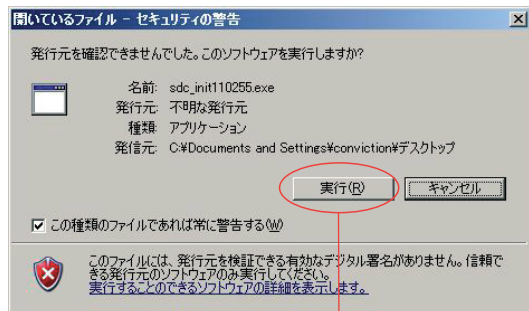 開いているファイル - セキュリティの警告
発行元を確認できませんでした。このソフトウェアを実行しますか?
名前: sdc_init110255.exe
発行元: 不明な発行元
種類: アプリケーション
発信元: C:¥Documents and Settings¥conviction¥デスクトップ
実行(R)
キャンセル
この種類のファイルであれば常に警告する(W)
このファイルには、発行元を検証できる有効なデジタル署名がありません。信頼で
きる発行元のソフトウェアのみ実行してください。
実行することのできるソフトウェアの詳細を表示します。